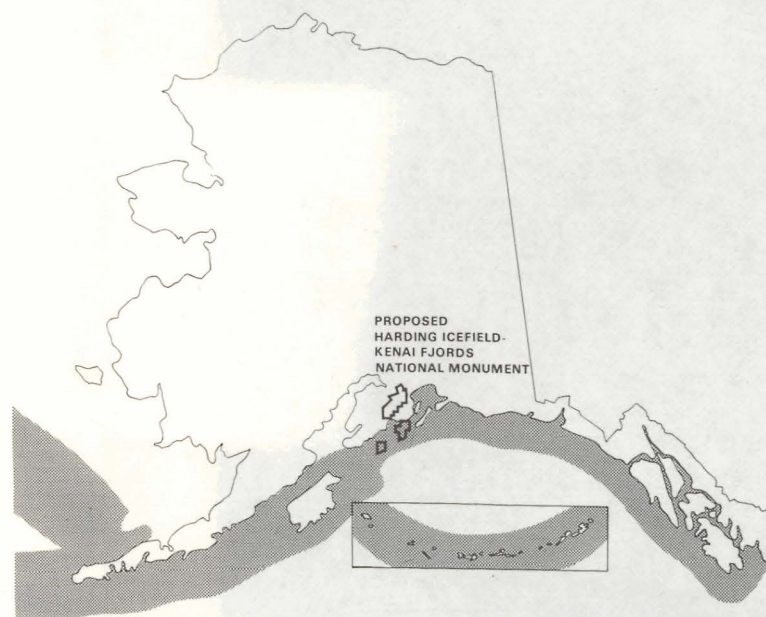 PROPOSED
HARDING ICEFIELD-
KENAI FJORDS
NATIONAL MONUMENT